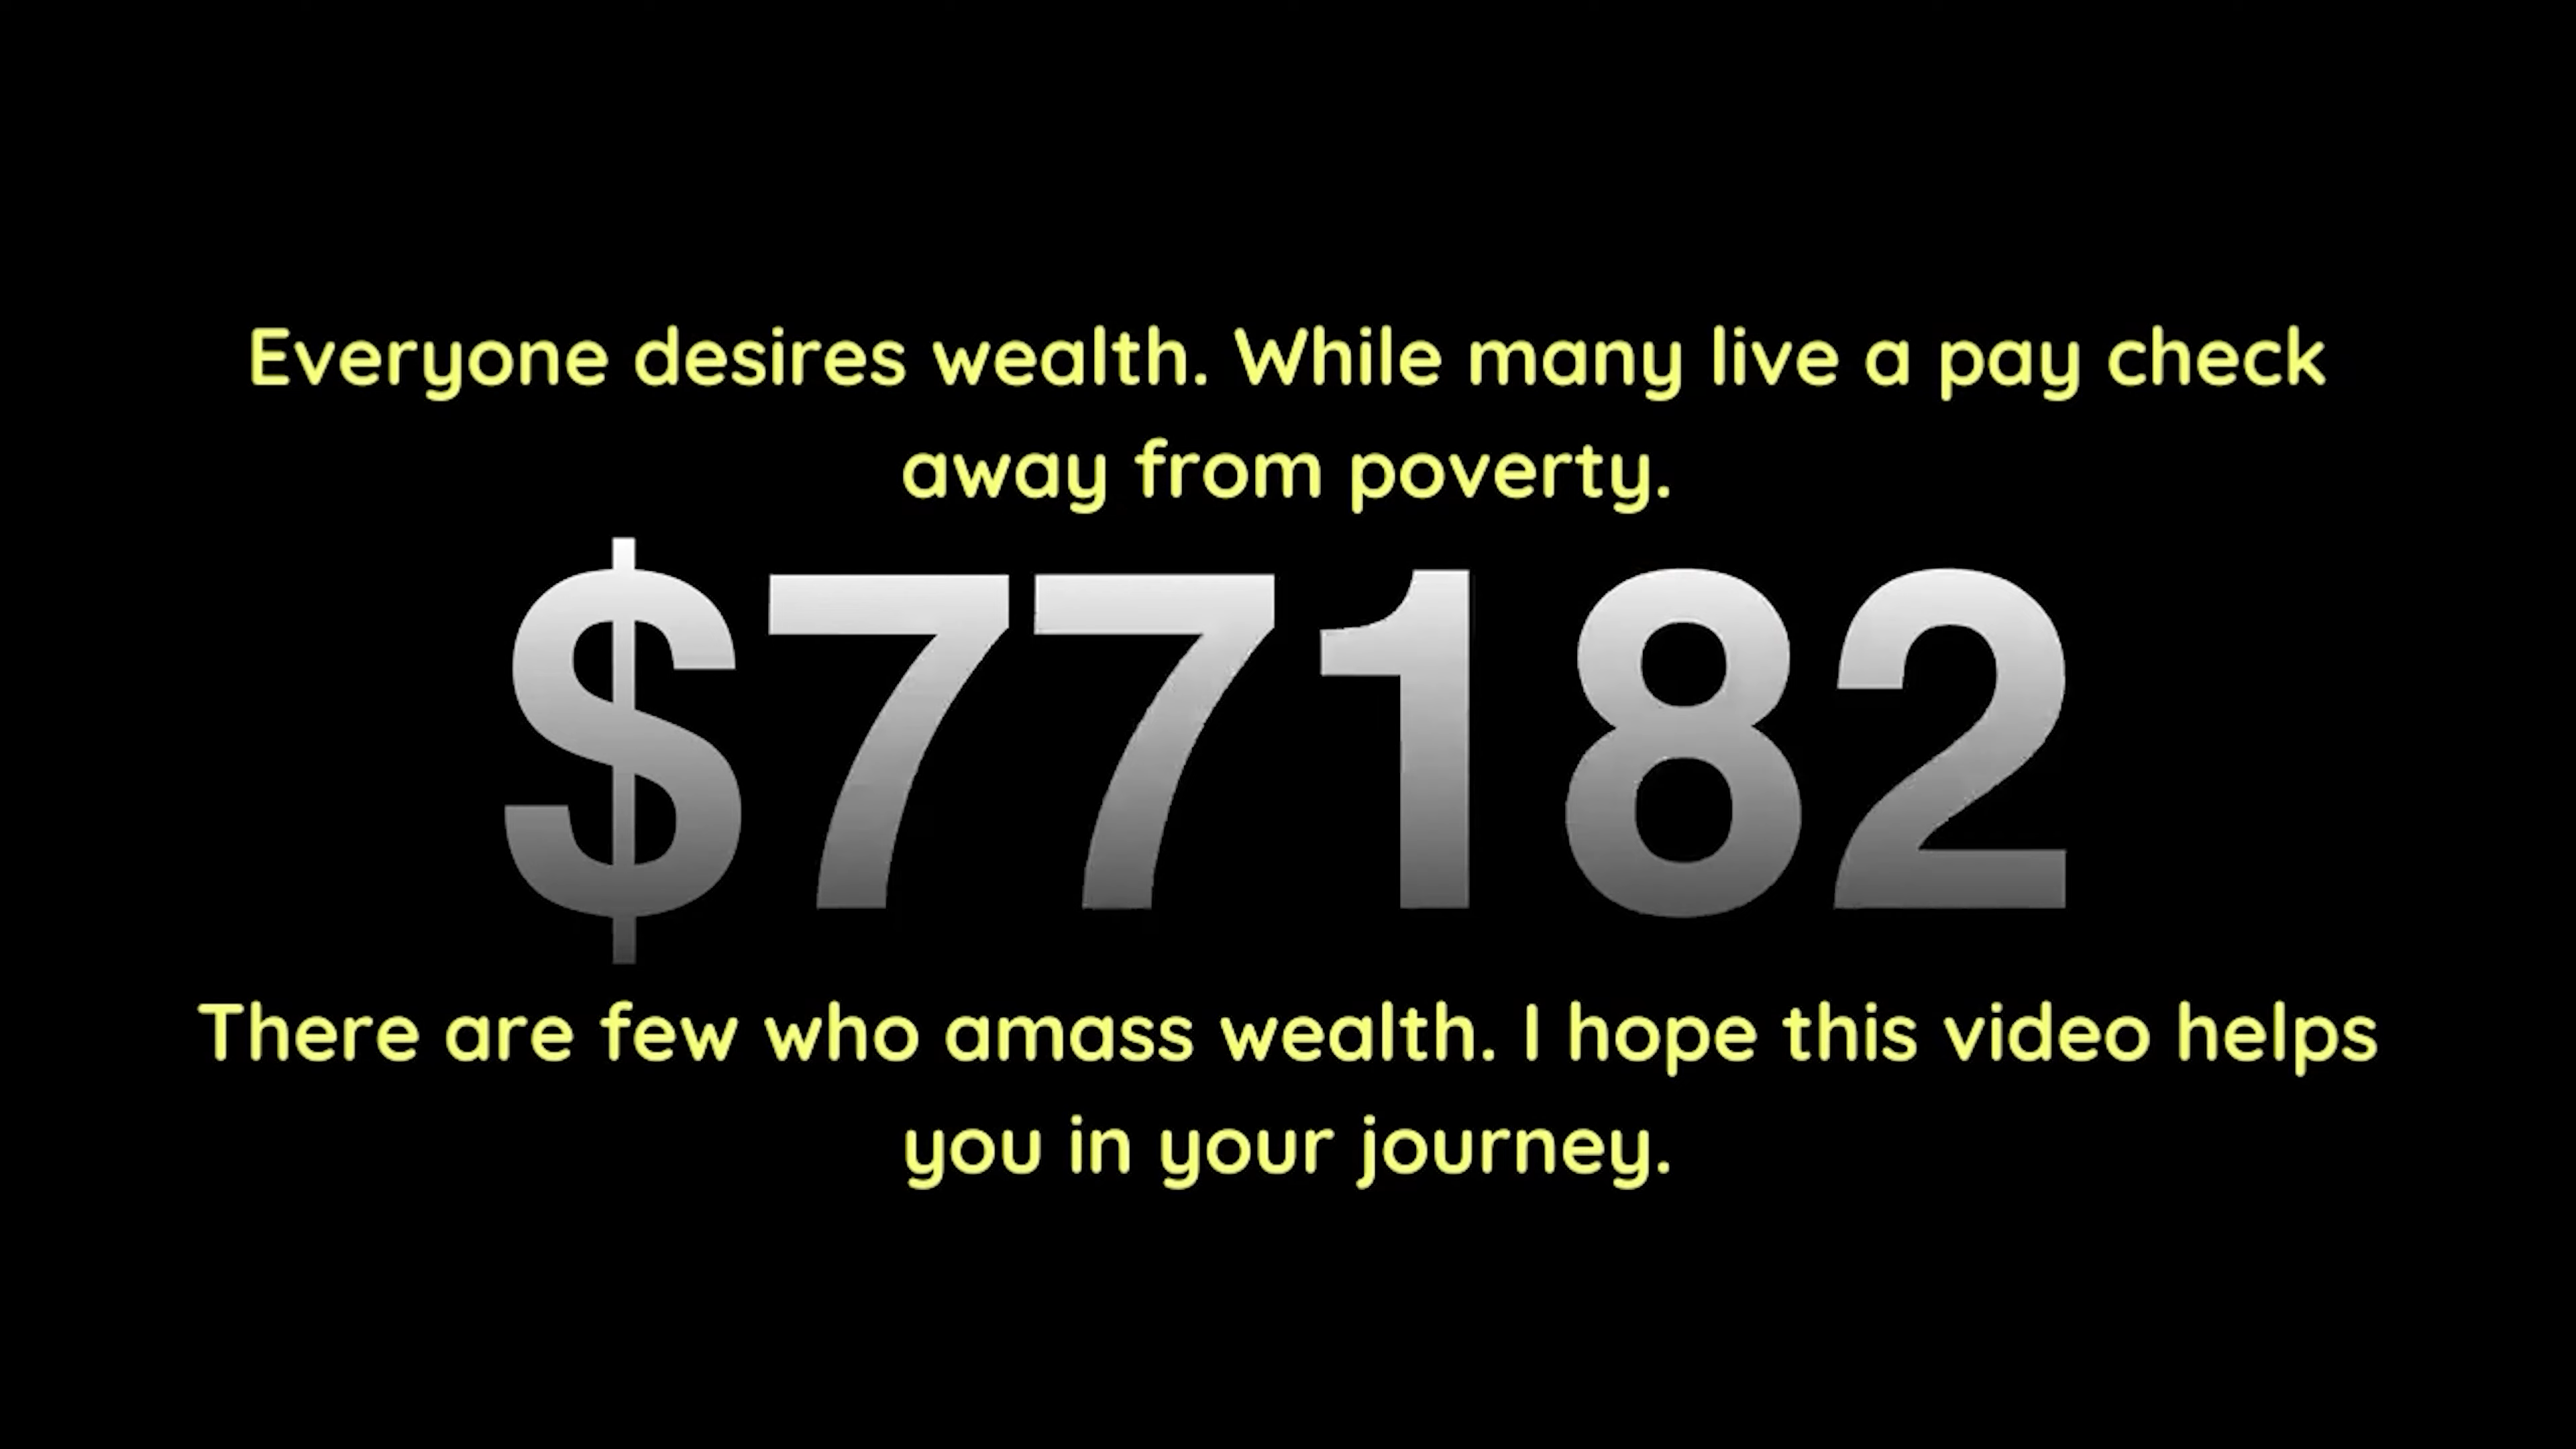 Everyone desires wealth. While many live a pay check
away from poverty.
$77182
There are few who amass wealth. I hope this video helps
you in your journey.